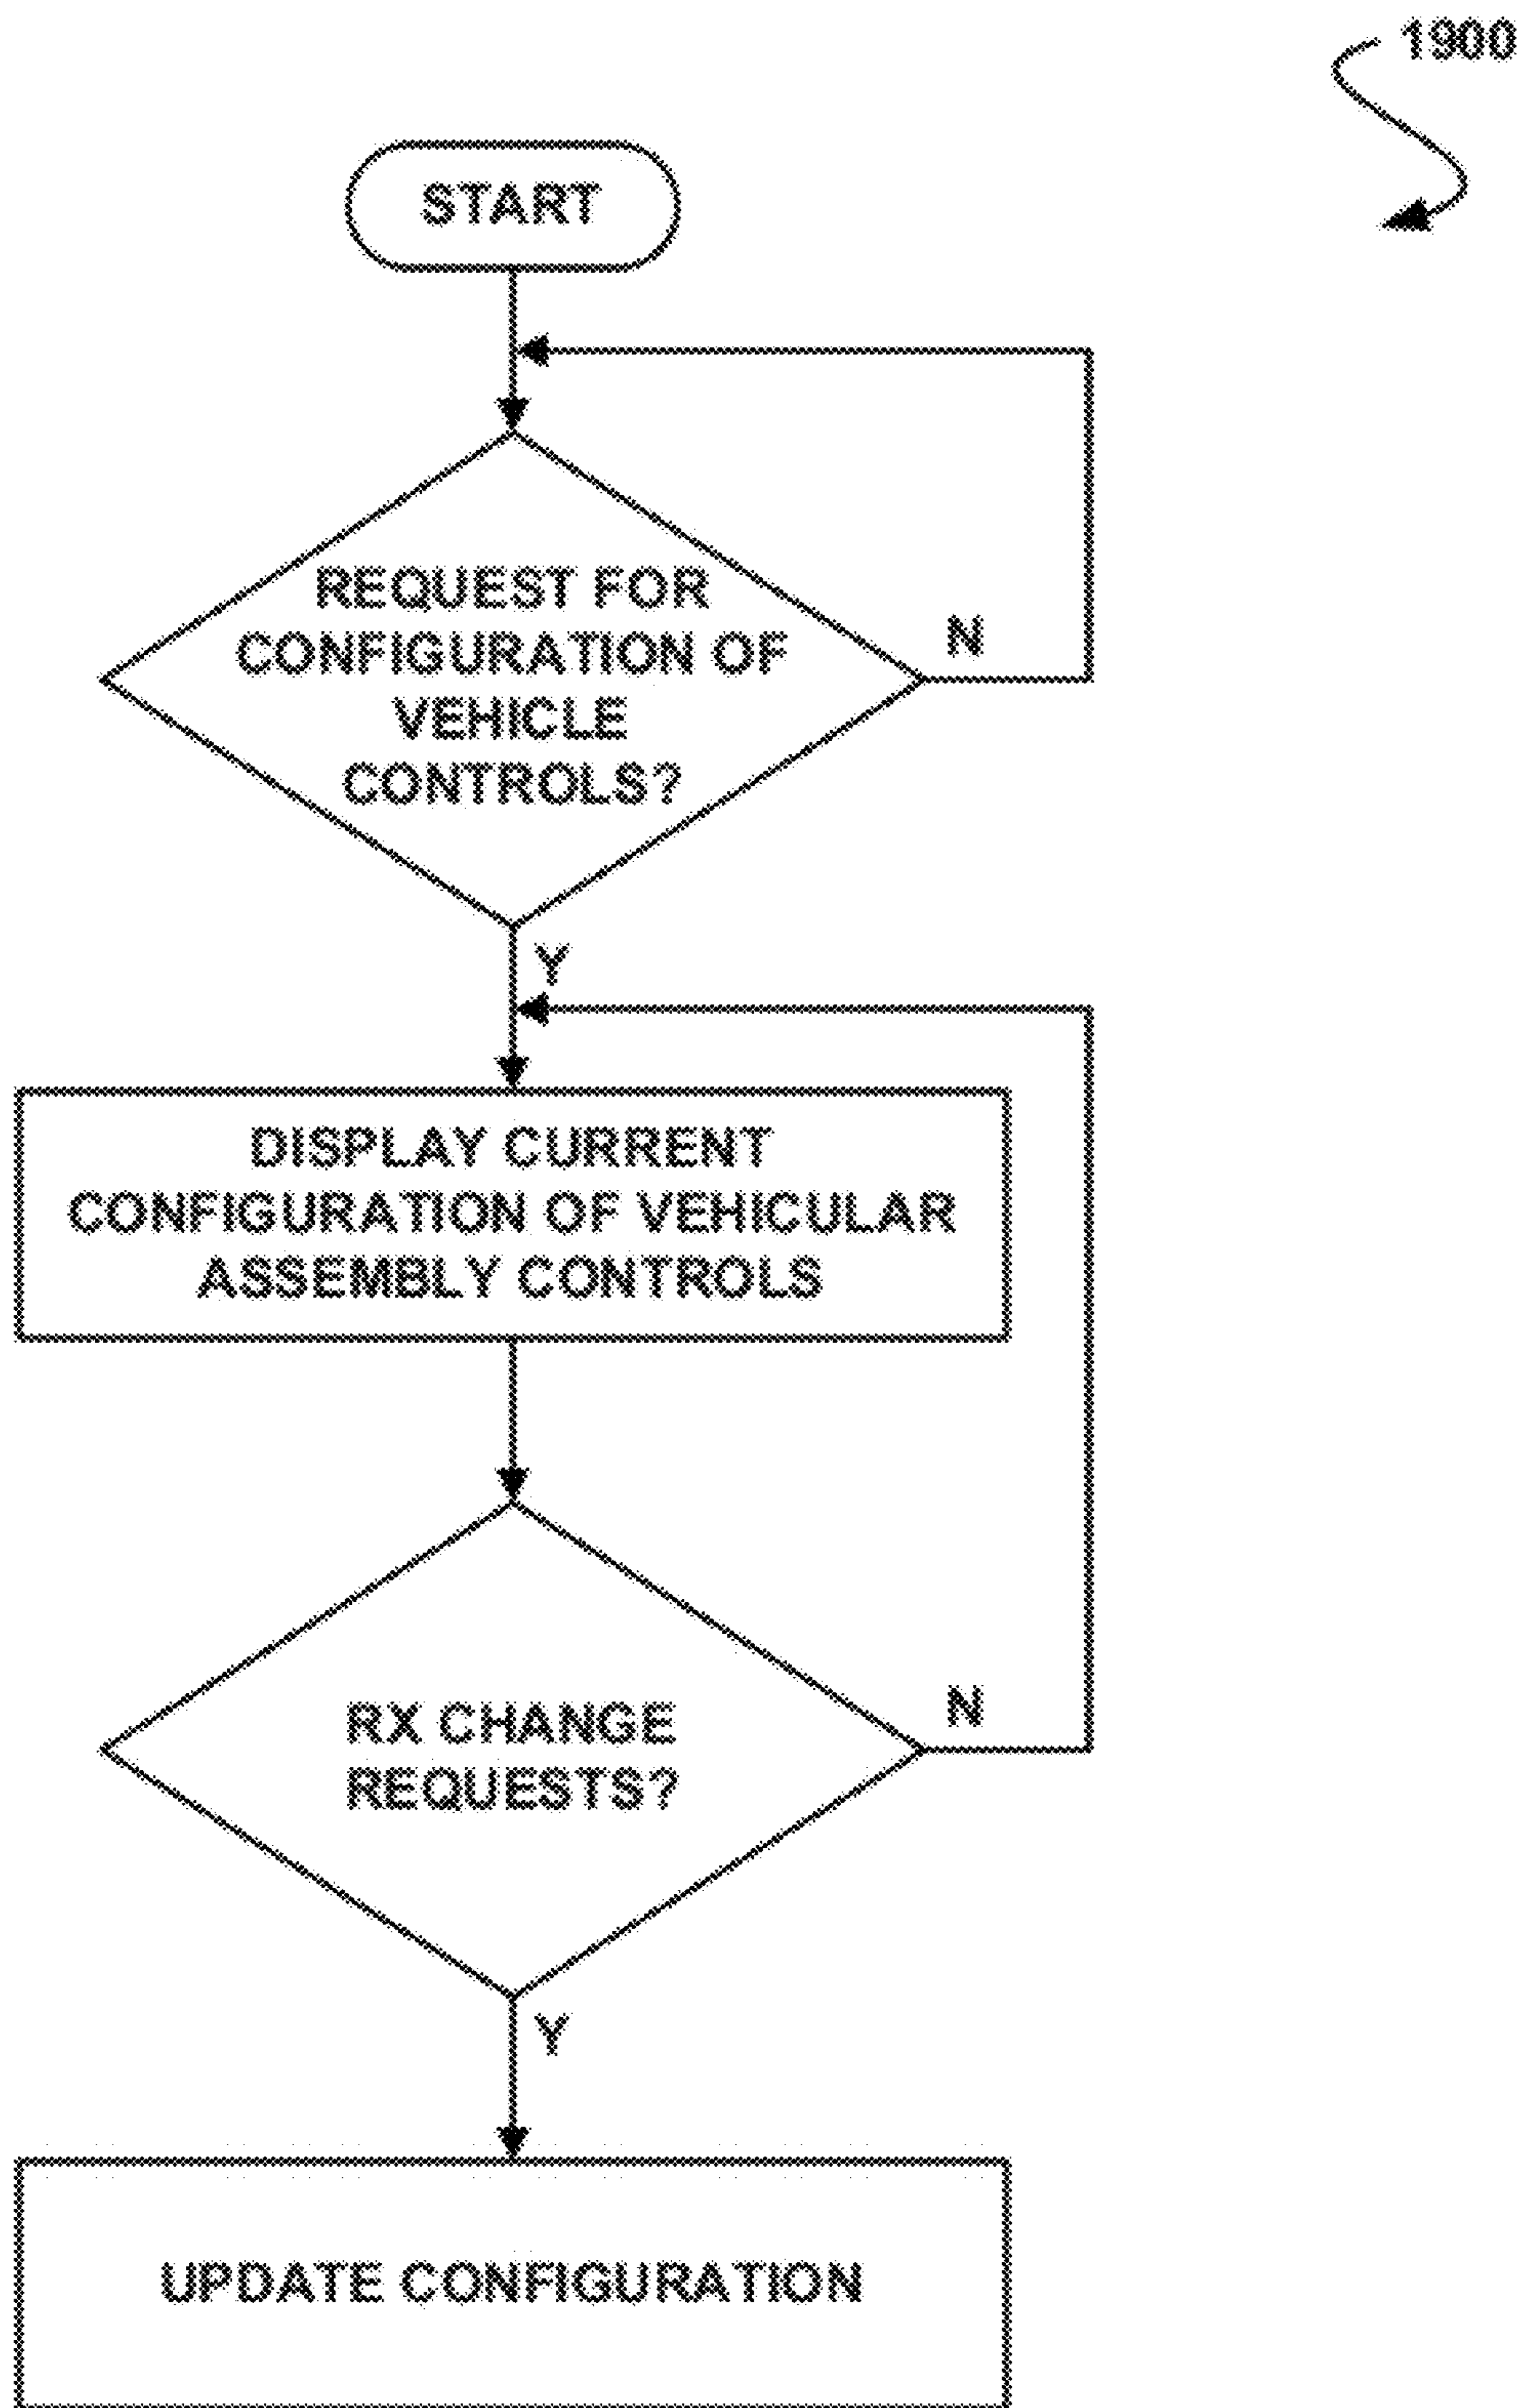 1900
START
REQUEST FOR
CONFIGURATION OF
VEHICLE
CONTROLS?
N
Y
DISPLAY CURRENT
CONFIGURATION OF VEHICULAR
ASSEMBLY CONTROLS
RX CHANGE
REQUESTS?
N
Y
UPDATE CONFIGURATION